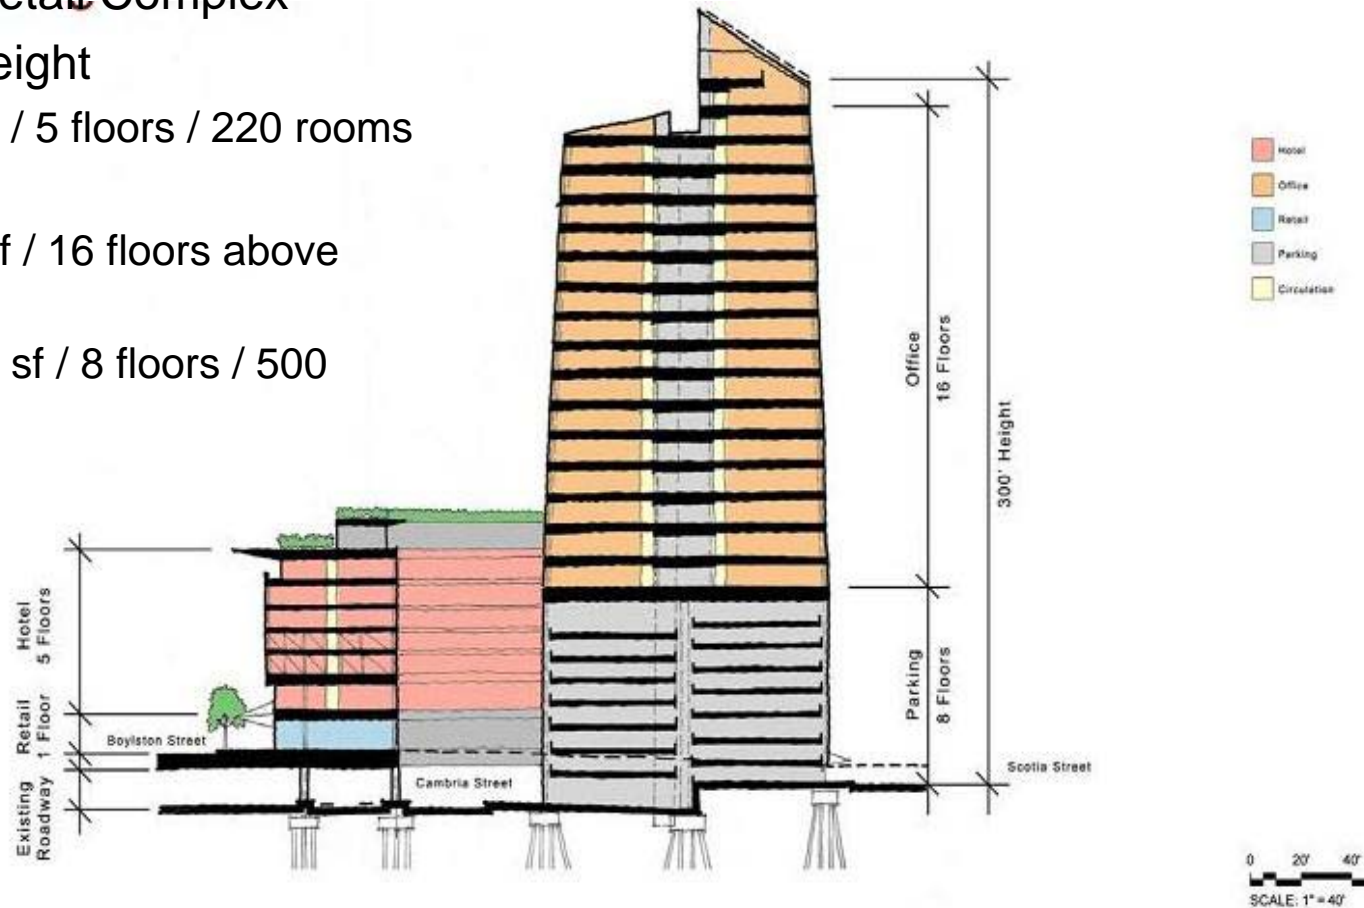 etail Complex
eight
/ 5 floors / 220 rooms
f / 16 floors above
sf / 8 floors / 500
Hotel
Office
Retail
Parking
Circulation
Office
16 Floors
300' Height
Parking
8 Floors
Hotel
5 Floors
Retail
1 Floor
Existing
Roadway
Boylston Street
Cambria Street
Scotia Street
0 20' 40'
SCALE: 1" = 40'